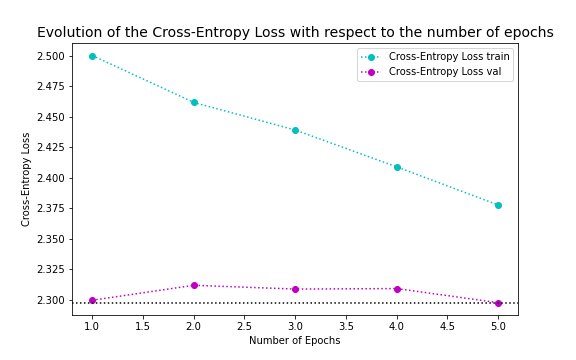 Evolution of the Cross-Entropy Loss with respect to the number of epochs
Cross-Entropy Loss train
Cross-Entropy Loss val
Cross-Entropy Loss
2.500
2.475
2.450
2.425
2.400
2.375
2.350
2.325
2.300
1.0 1.5 2.0 2.5 3.0 3.5 4.0 4.5 5.0
Number of Epochs